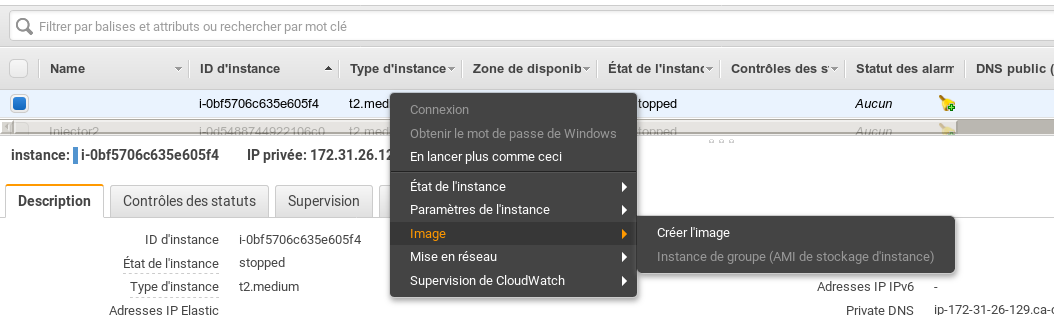 Filtrer par balises et attributs ou rechercher par mot clé
Name ID d'instance Type d'instance Zone de disponib État de l'instanc Contrôles des s Statut des alarm DNS public (
i-0bf5706c635e605f4 t2.med stopped Aucun
Injector2 i-0d5488744922106c0 t2.med stopped Aucun
instance: i-0bf5706c635e605f4 IP privée: 172.31.26.12
Connexion
Obtenir le mot de passe de Windows
En lancer plus comme ceci
État de l'instance
Paramètres de l'instance
Image
Mise en réseau
Supervision de CloudWatch
Créer l'image
Instance de groupe (AMI de stockage d'instance)
Description Contrôles des statuts Supervision
ID d'instance i-0bf5706c635e605f4
État de l'instance stopped
Type d'instance t2.medium Adresses IP IPv6 -
Adresses IP Elastic Private DNS ip-172-31-26-129.ca-c